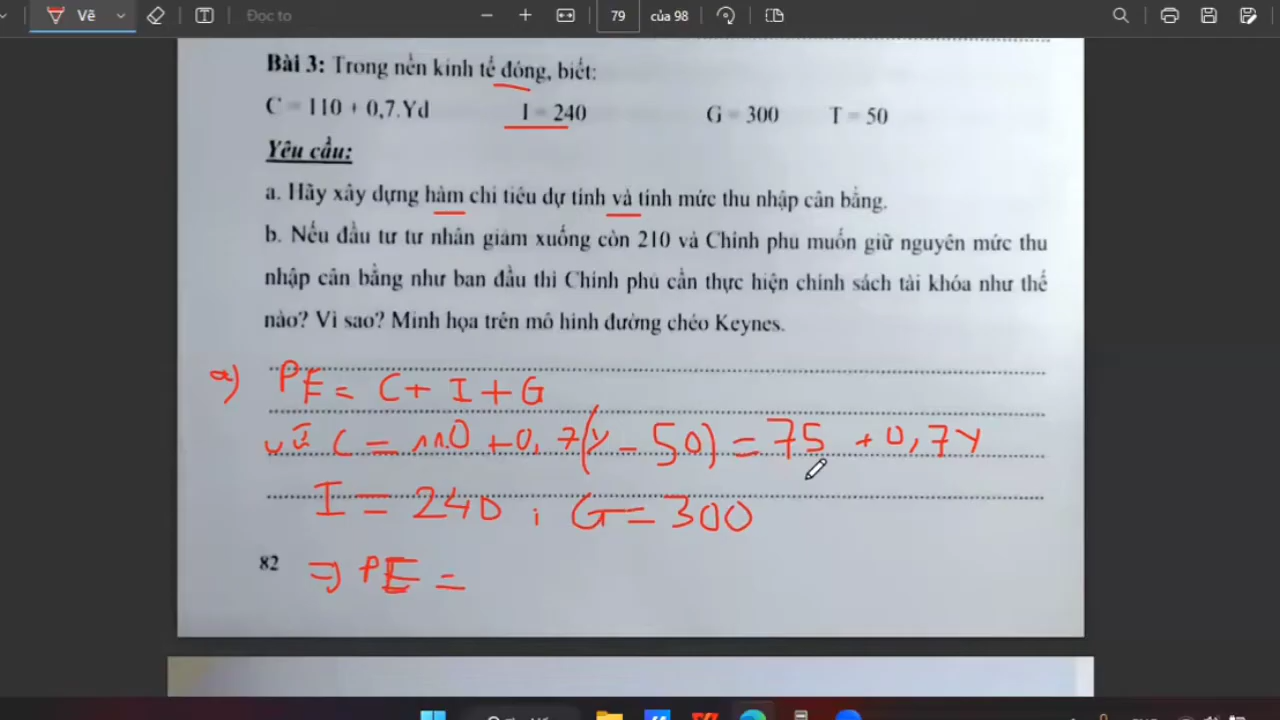 Vẽ Đọc to 79 của 98
Bài 3: Trong nền kinh tế đóng, biết:
C = 110 + 0,7.Yd I = 240 G = 300 T = 50
Yêu cầu:
a. Hãy xây dựng hàm chi tiêu dự tính và tính mức thu nhập cân bằng.
b. Nếu đầu tư tư nhân giảm xuống còn 210 và Chính phủ muốn giữ nguyên mức thu
nhập cân bằng như ban đầu thì Chính phủ cần thực hiện chính sách tài khóa như thế
nào? Vì sao? Minh họa trên mô hình đường chéo Keynes.
a) PE = C + I + G
với C = 110 + 0,7(Y - 50) = 75 + 0,7Y
I = 240 ; G = 300
82 => PE =